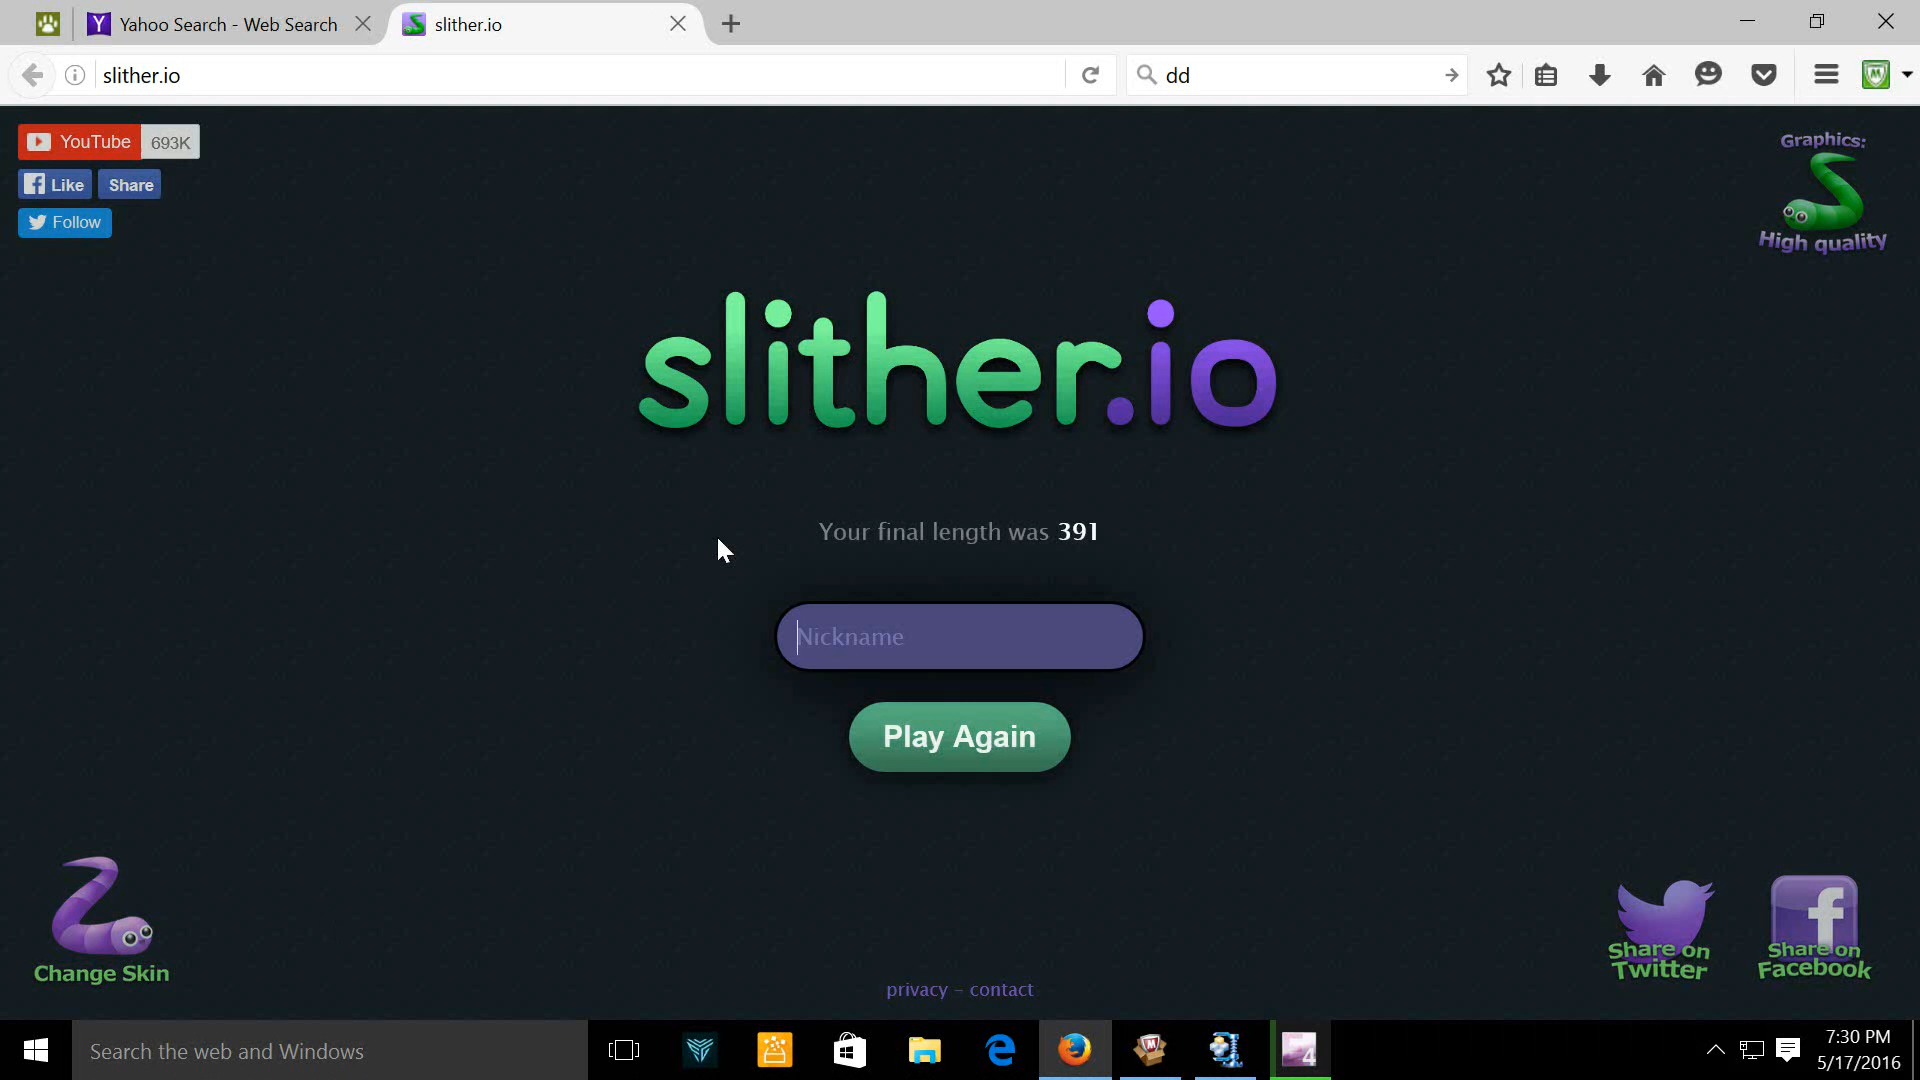 Yahoo Search - Web Search
slither.io
slither.io
dd
YouTube 693K
Like Share
Follow
Graphics:
High quality
slither.io
Your final length was 391
Nickname
Play Again
Change Skin
Share on
Twitter
Share on
Facebook
privacy - contact
Search the web and Windows
4
7:30 PM
5/17/2016